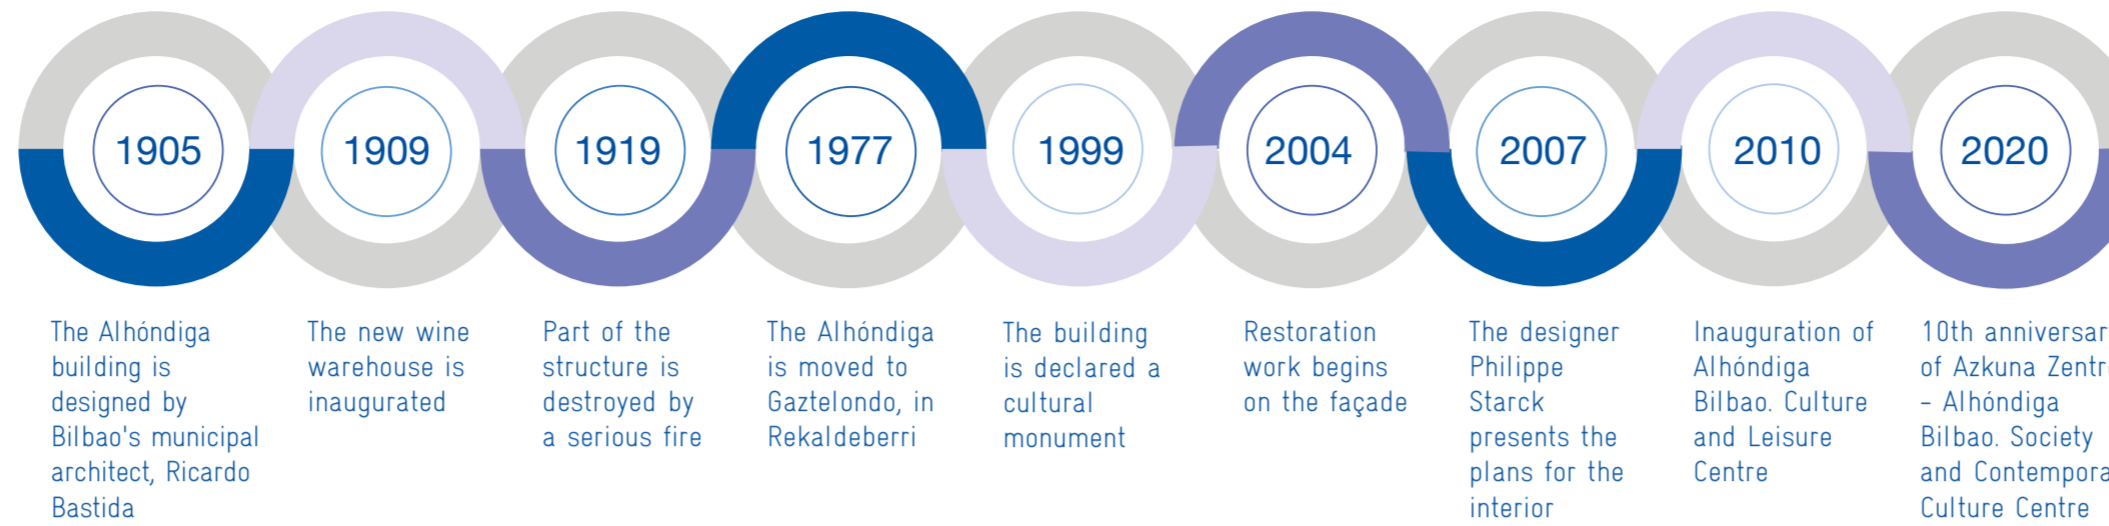 1905
1909
1919
1977
1999
2004
2007
2010
2020
The Alhóndiga
building is
designed by
Bilbao's municipal
architect, Ricardo
Bastida
The new wine
warehouse is
inaugurated
Part of the
structure is
destroyed by
a serious fire
The Alhóndiga
is moved to
Gaztelondo, in
Rekaldeberri
The building
is declared a
cultural
monument
Restoration
work begins
on the façade
The designer
Philippe
Starck
presents the
plans for the
interior
Inauguration of
Alhóndiga
Bilbao. Culture
and Leisure
Centre
10th
of Azkuna
– Alhóndiga
Bilbao. Society
and
Culture Centre